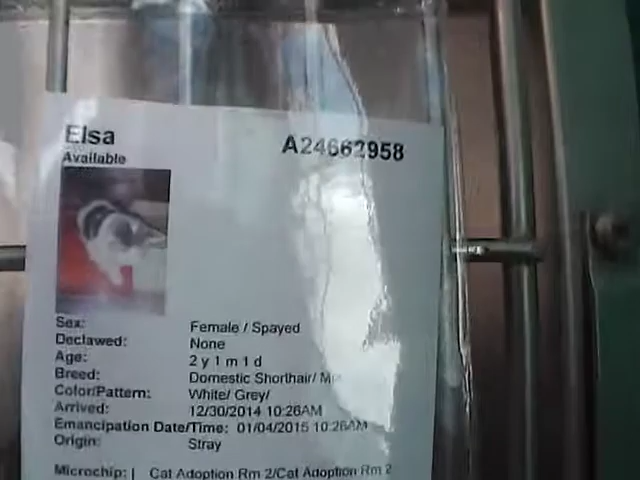 Elsa
Available
A24662958
Sex: Female / Spayed
Declawed: None
Age: 2 y 1 m 1 d
Breed: Domestic Shorthair/
Color/Pattern: White/ Grey/
Arrived: 12/30/2014 10:26AM
Emancipation Date/Time: 01/04/2015 10:26AM
Origin: Stray
Microchip: | Cat Adoption Rm 2/Cat Adoption Rm 2